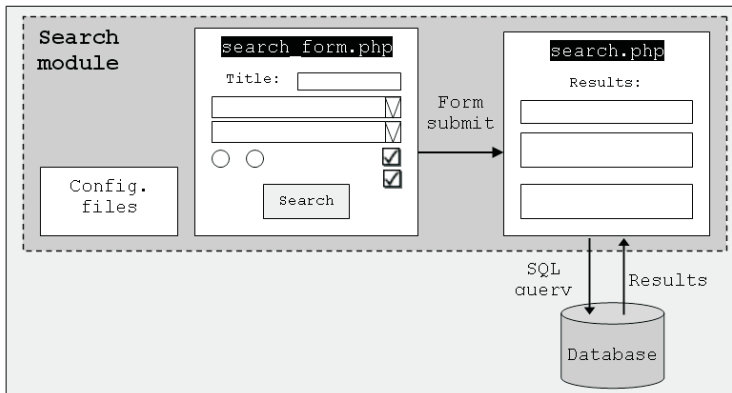 Search
module
search_form.php
Title:
Search
Config.
files
Form
submit
search.php
Results:
SQL
query
Results
Database